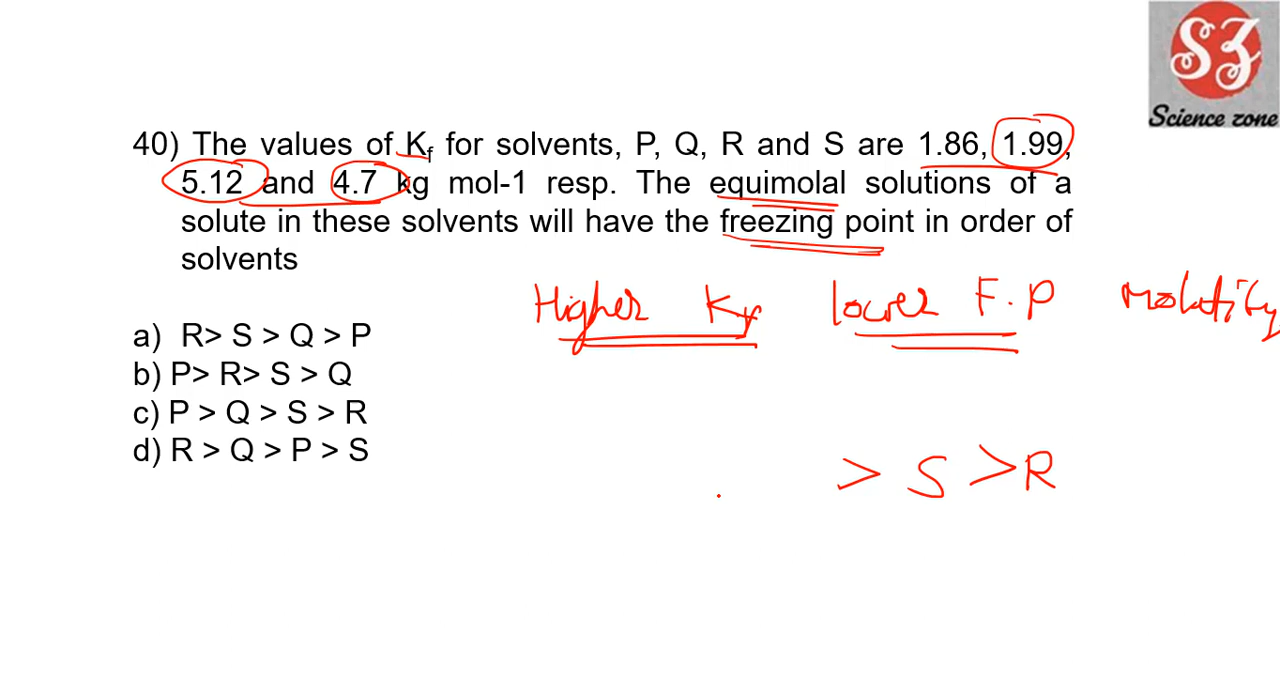 SZ
Science zone
40) The values of Kf for solvents, P, Q, R and S are 1.86, 1.99,
5.12 and 4.7 kg mol-1 resp. The equimolal solutions of a
solute in these solvents will have the freezing point in order of
solvents
Higher Kf lower F.P molality
a) R> S > Q > P
b) P> R> S > Q
c) P > Q > S > R
d) R > Q > P > S
> S > R